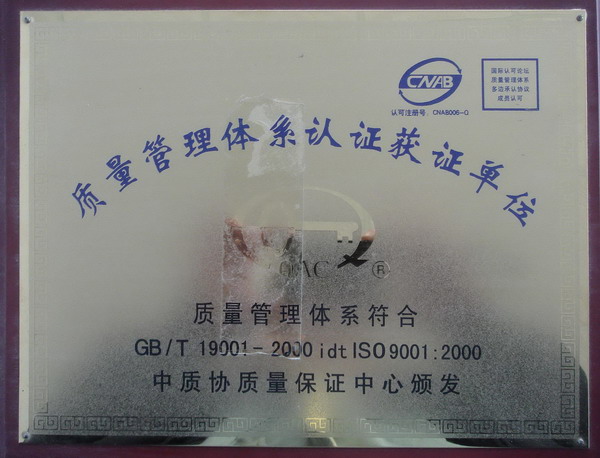 CNAB
认可注册号：CNAB006-Q
国际认可论坛
质量管理体系
多边承认协议
成员认可
质量管理体系认证获证单位
®
质量管理体系符合
GB/T 19001-2000 idt ISO9001:2000
中质协质量保证中心颁发